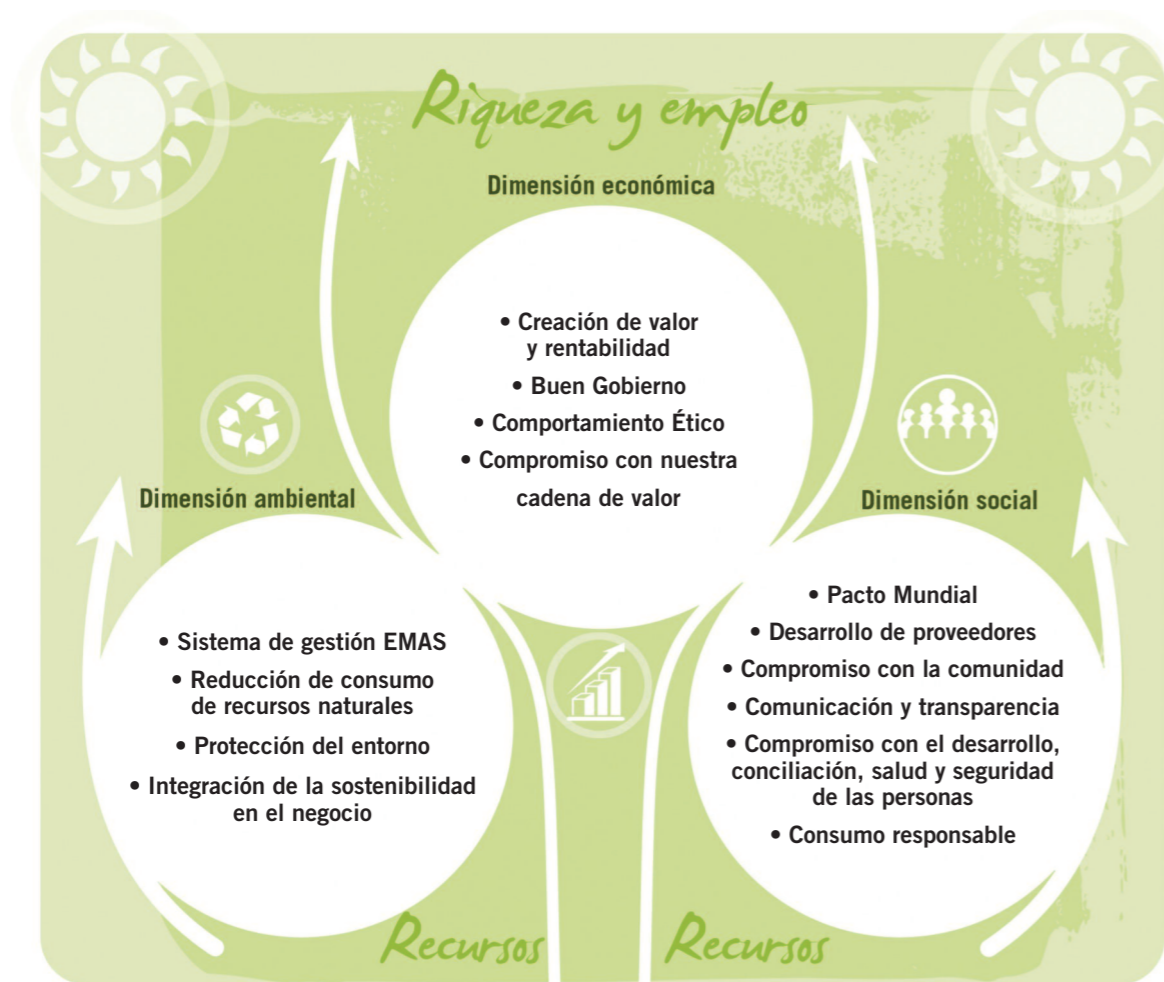 Riqueza y empleo
Dimensión económica
• Creación de valor
y rentabilidad
• Buen Gobierno
• Comportamiento Ético
• Compromiso con nuestra
cadena de valor
Dimensión ambiental
• Sistema de gestión EMAS
• Reducción de consumo
de recursos naturales
• Protección del entorno
• Integración de la sostenibilidad
en el negocio
Dimensión social
• Pacto Mundial
• Desarrollo de proveedores
• Compromiso con la comunidad
• Comunicación y transparencia
• Compromiso con el desarrollo,
conciliación, salud y seguridad
de las personas
• Consumo responsable
Recursos
Recursos